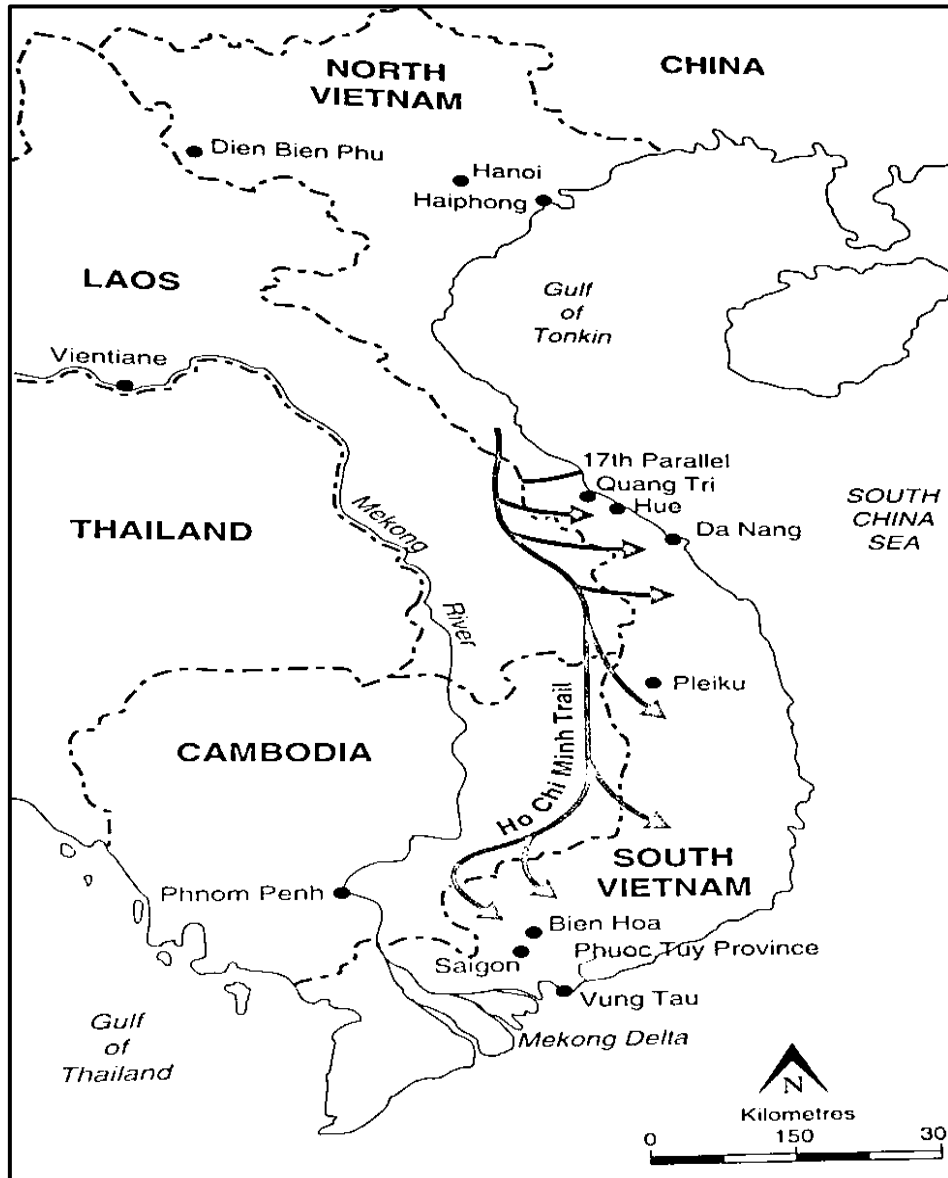 NORTH
VIETNAM
CHINA
Dien Bien Phu
Hanoi
Haiphong
LAOS
Gulf
of
Tonkin
Vientiane
17th Parallel
Quang Tri
Hue
Da Nang
SOUTH
CHINA
SEA
THAILAND
Mekong
River
Pleiku
CAMBODIA
Ho Chi Minh Trail
SOUTH
VIETNAM
Phnom Penh
Bien Hoa
Saigon
Phuoc Tuy Province
Vung Tau
Mekong Delta
Gulf
of
Thailand
N
Kilometres
0 150 30